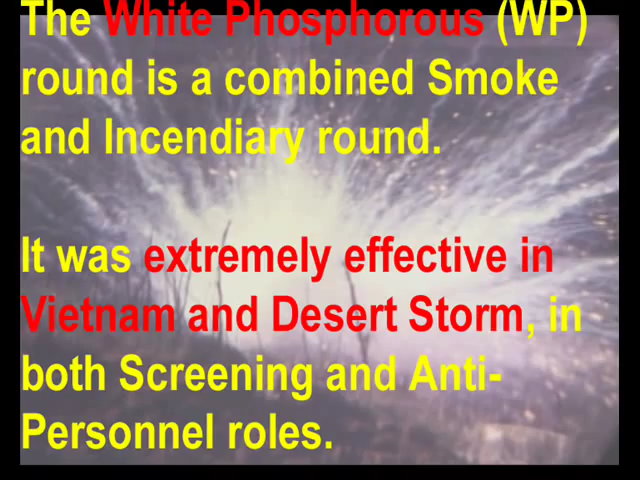 The White Phosphorous (WP)
round is a combined Smoke
and Incendiary round.
It was extremely effective in
Vietnam and Desert Storm, in
both Screening and Anti-
Personnel roles.